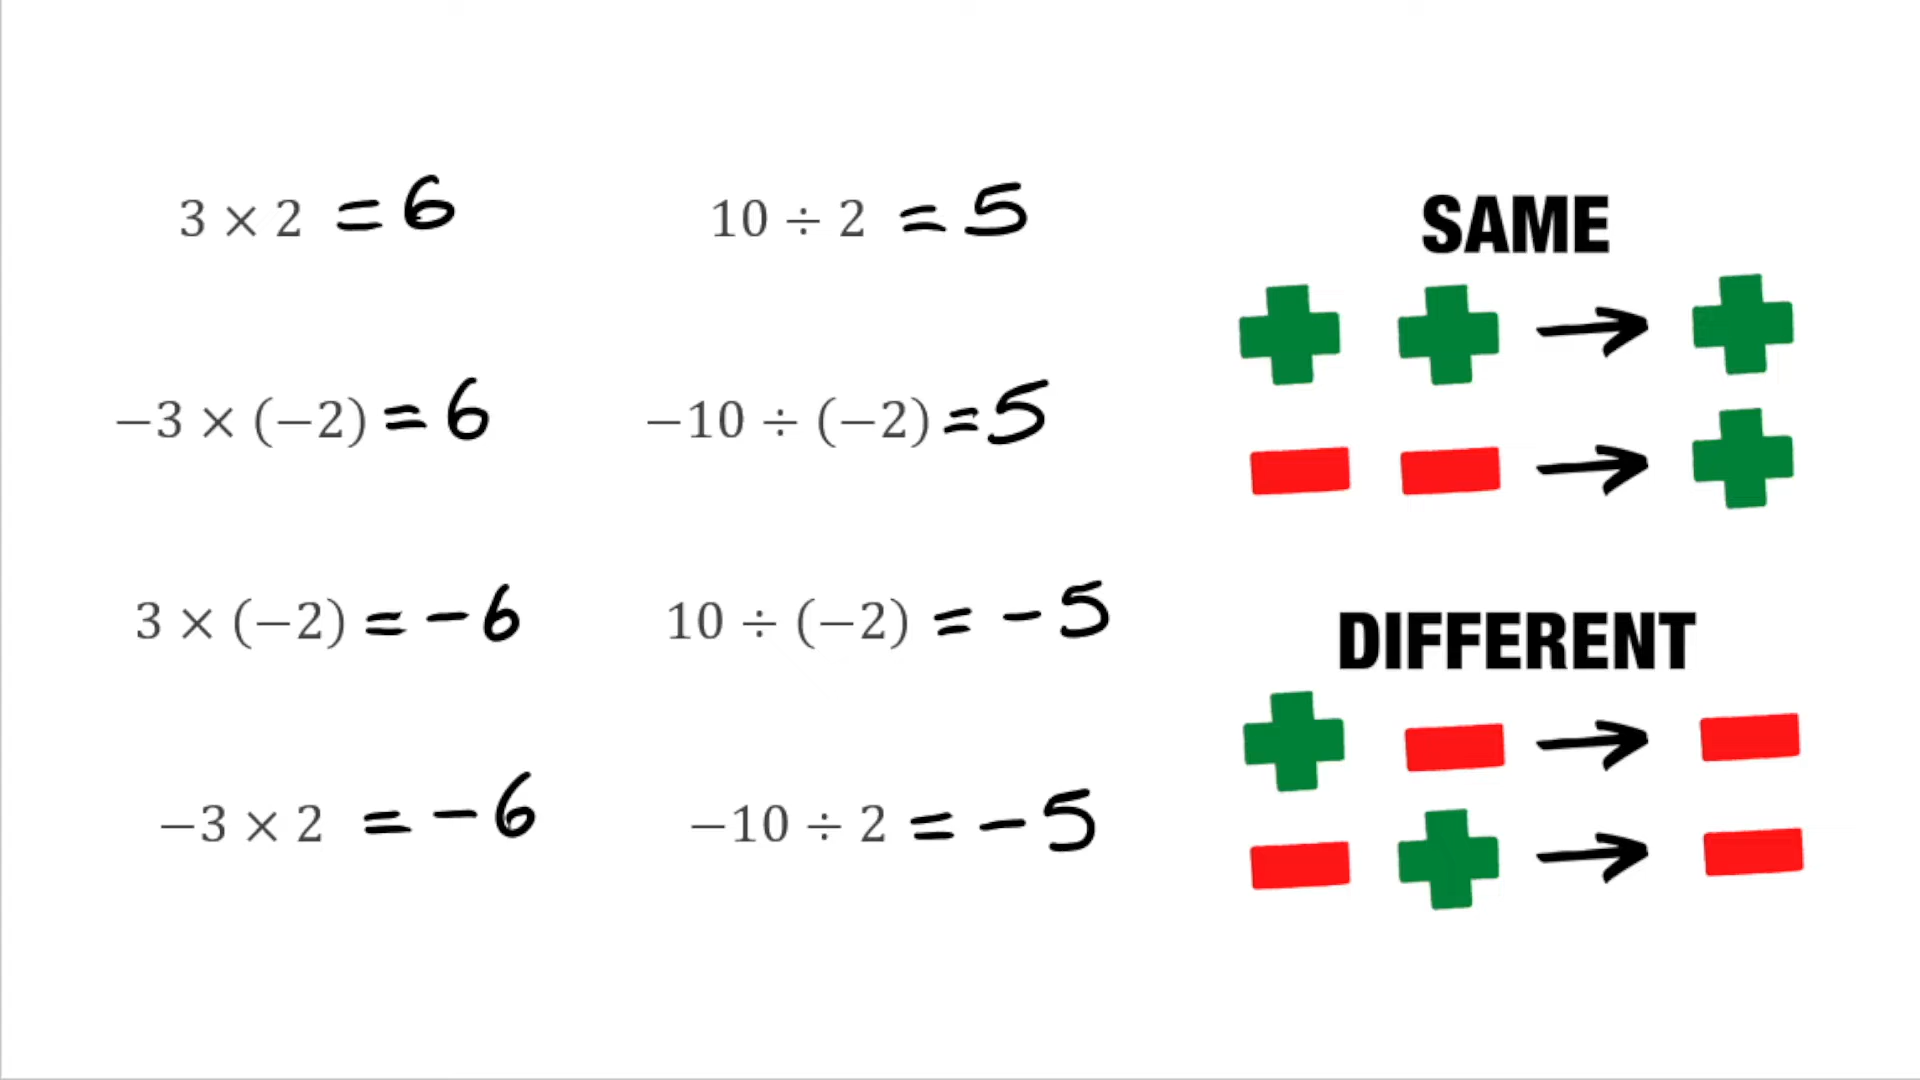 3 × 2 = 6
10 ÷ 2 = 5
−3 × (−2) = 6
−10 ÷ (−2) = 5
3 × (−2) = −6
10 ÷ (−2) = −5
−3 × 2 = −6
−10 ÷ 2 = −5
SAME
+ + → +
− − → +
DIFFERENT
+ − → −
− + → −